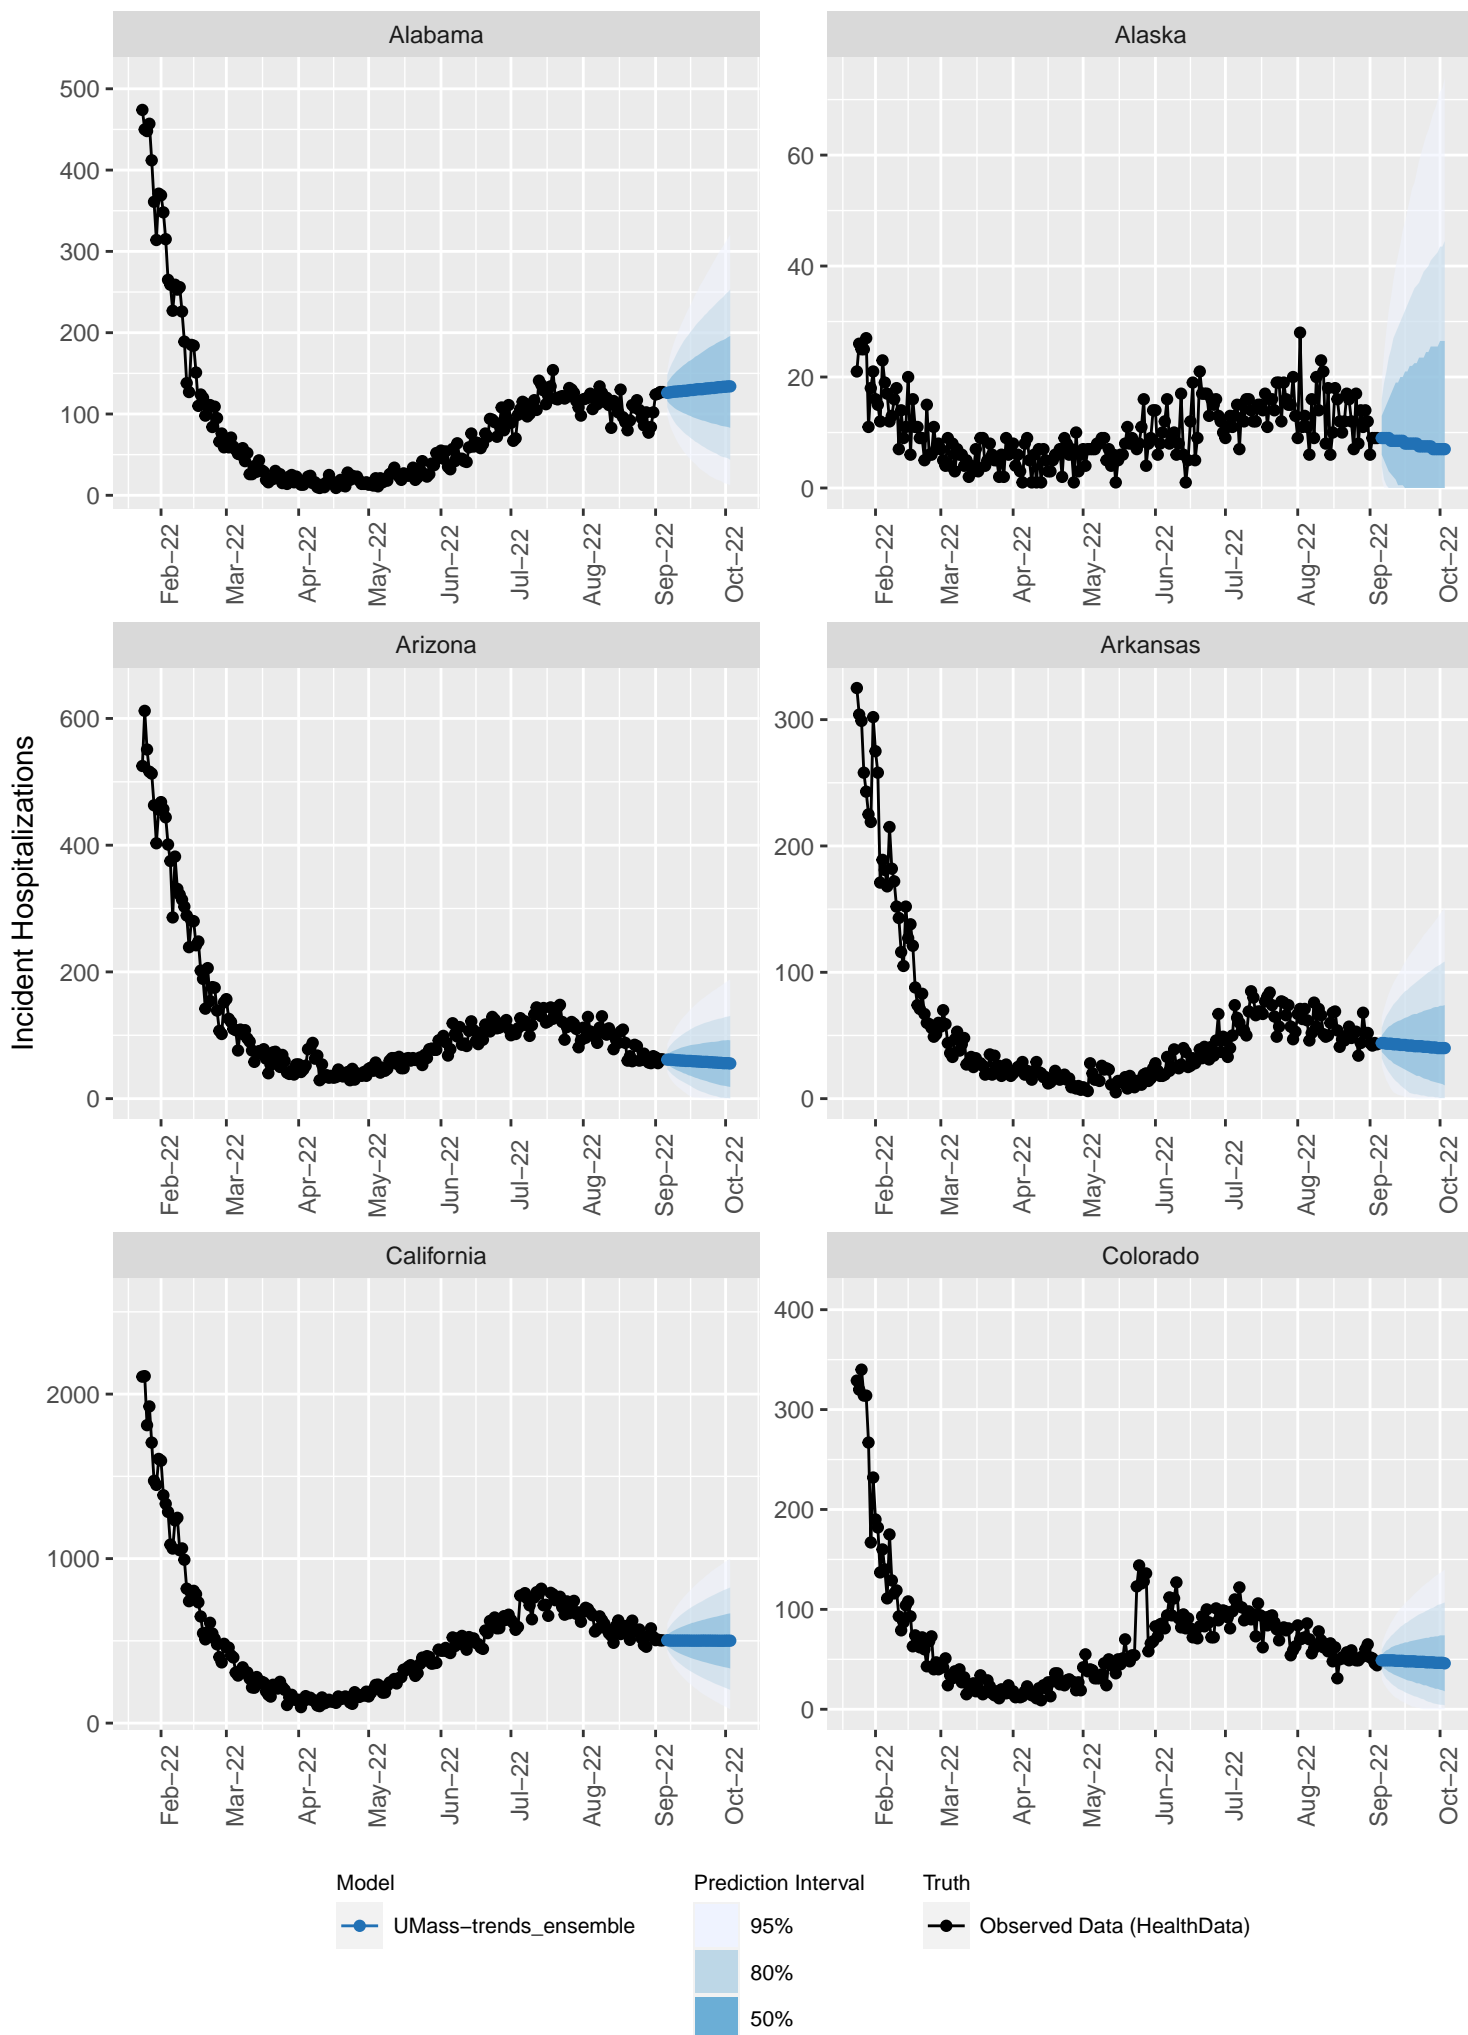 Alabama
Alaska
500
400
300
200
100
0
60
40
20
0
Feb−22
Mar−22
Apr−22
May−22
Jun−22
Jul−22
Aug−22
Sep−22
Oct−22
Feb−22
Mar−22
Apr−22
May−22
Jun−22
Jul−22
Aug−22
Sep−22
Oct−22
Incident Hospitalizations
Arizona
Arkansas
600
400
200
0
300
200
100
0
Feb−22
Mar−22
Apr−22
May−22
Jun−22
Jul−22
Aug−22
Sep−22
Oct−22
Feb−22
Mar−22
Apr−22
May−22
Jun−22
Jul−22
Aug−22
Sep−22
Oct−22
California
Colorado
2000
1000
0
400
300
200
100
0
Feb−22
Mar−22
Apr−22
May−22
Jun−22
Jul−22
Aug−22
Sep−22
Oct−22
Feb−22
Mar−22
Apr−22
May−22
Jun−22
Jul−22
Aug−22
Sep−22
Oct−22
Model
UMass−trends_ensemble
Prediction Interval
95%
80%
50%
Truth
Observed Data (HealthData)